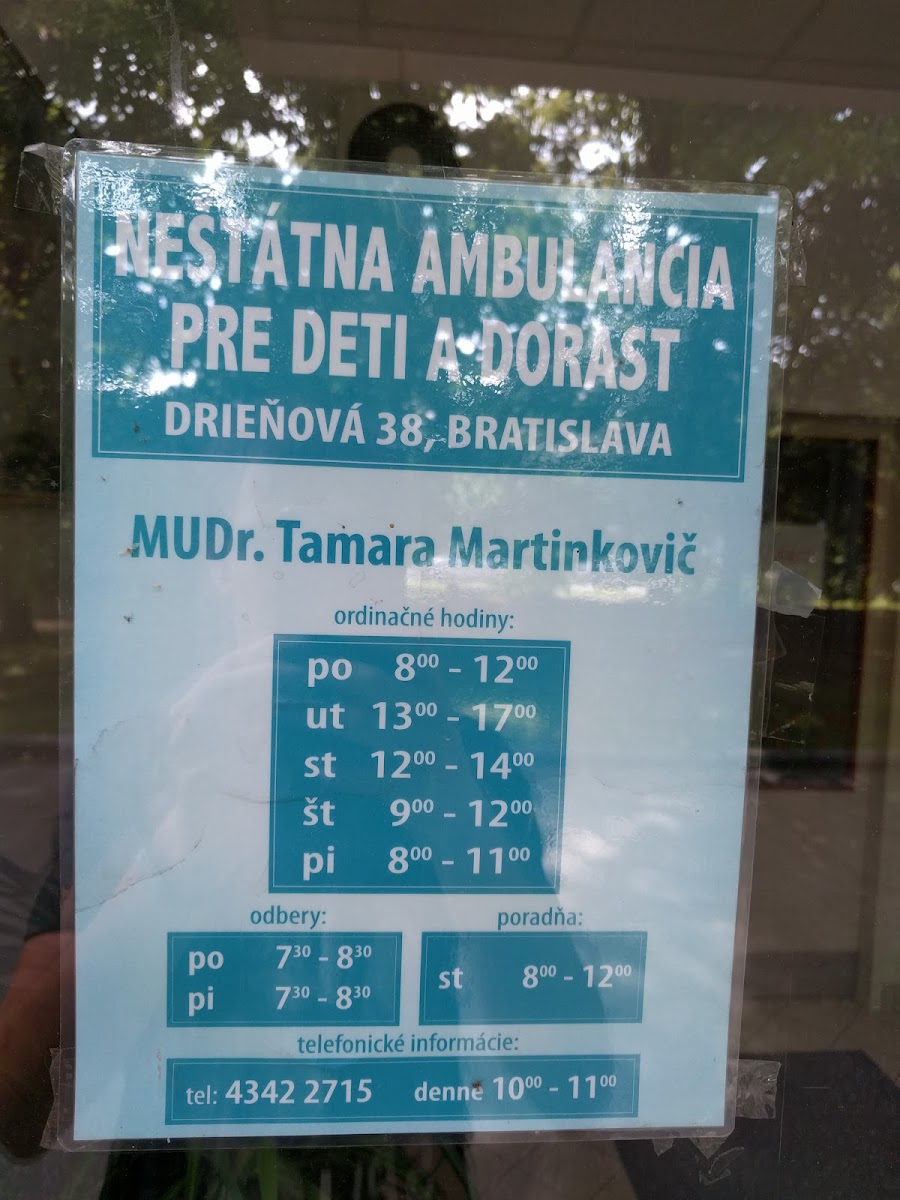 NEŠTÁTNA AMBULANCIA
PRE DETI A DORAST
DRIEŇOVÁ 38, BRATISLAVA
MUDr. Tamara Martinkovič
ordinačné hodiny:
po 8⁰⁰ - 12⁰⁰
ut 13⁰⁰ - 17⁰⁰
st 12⁰⁰ - 14⁰⁰
št 9⁰⁰ - 12⁰⁰
pi 8⁰⁰ - 11⁰⁰
odbery:
po 7³⁰ - 8³⁰
pi 7³⁰ - 8³⁰
poradňa:
st 8⁰⁰ - 12⁰⁰
telefonické informácie:
tel: 4342 2715 denne 10⁰⁰ - 11⁰⁰